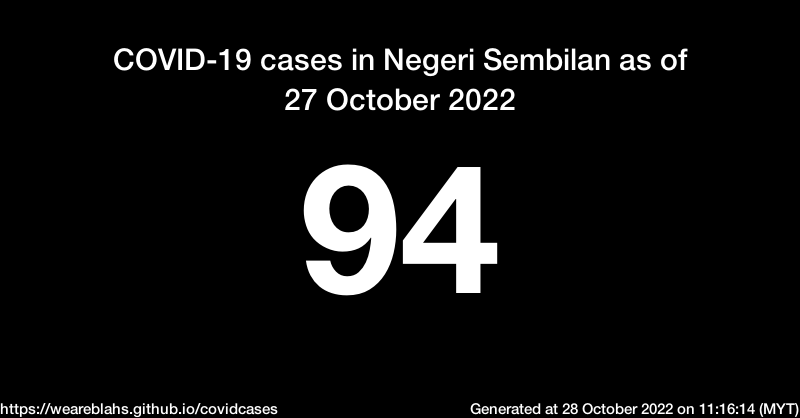 COVID-19 cases in Negeri Sembilan as of
27 October 2022
94
https://weareblahs.github.io/covidcases
Generated at 28 October 2022 on 11:16:14 (MYT)